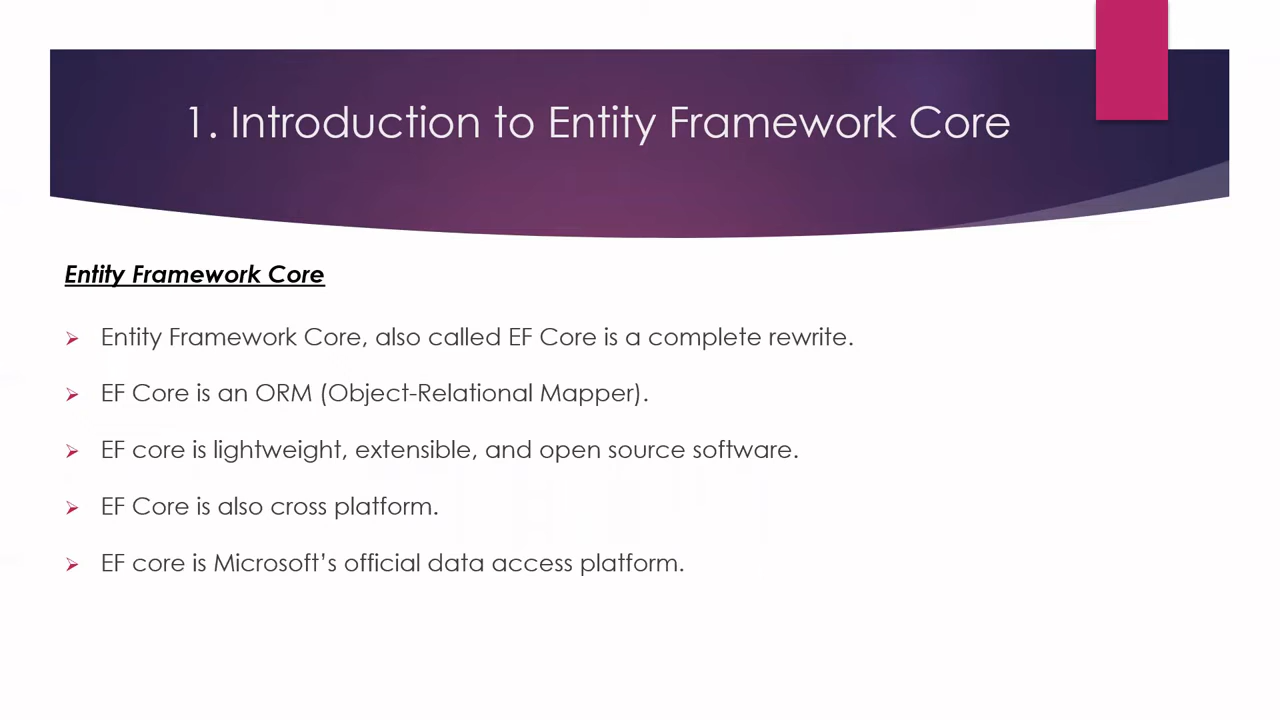 1. Introduction to Entity Framework Core
Entity Framework Core
Entity Framework Core, also called EF Core is a complete rewrite.
EF Core is an ORM (Object-Relational Mapper).
EF core is lightweight, extensible, and open source software.
EF Core is also cross platform.
EF core is Microsoft’s official data access platform.